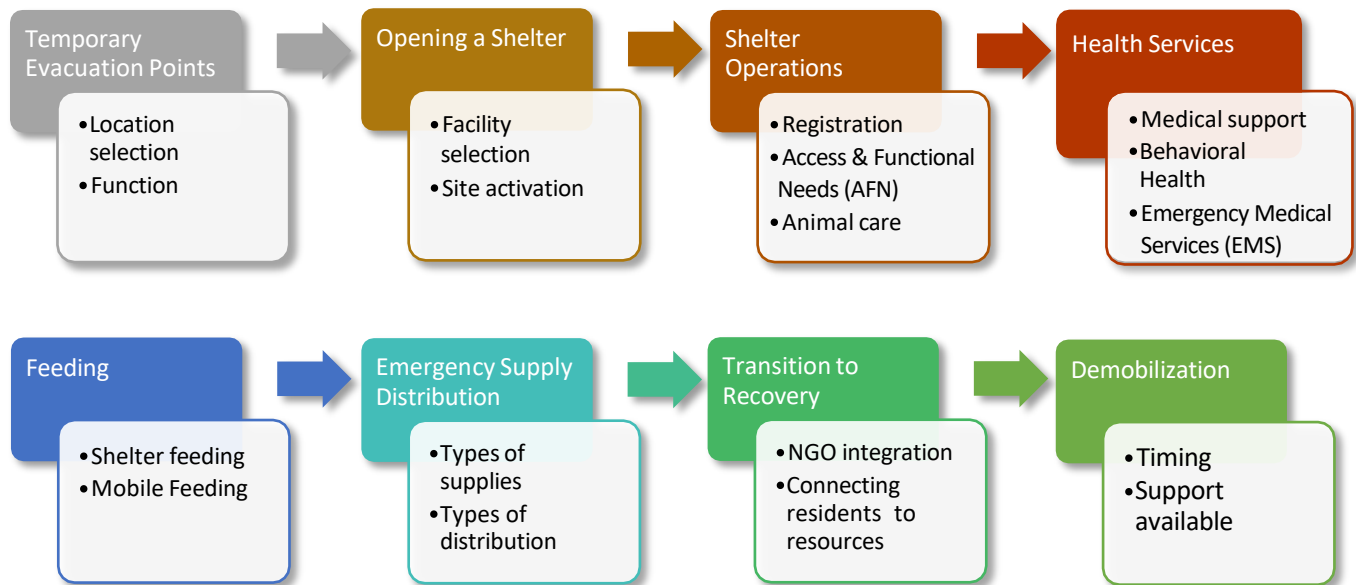 Temporary
Evacuation Points
•Location
selection
•Function
Opening a Shelter
•Facility
selection
•Site activation
Shelter
Operations
•Registration
•Access & Functional
Needs (AFN)
•Animal care
Health Services
•Medical support
•Behavioral
Health
•Emergency Medical
Services (EMS)
Feeding
•Shelter feeding
•Mobile Feeding
Emergency Supply
Distribution
•Types of
supplies
•Types of
distribution
Transition to
Recovery
•NGO integration
•Connecting
residents to
resources
Demobilization
•Timing
•Support
available